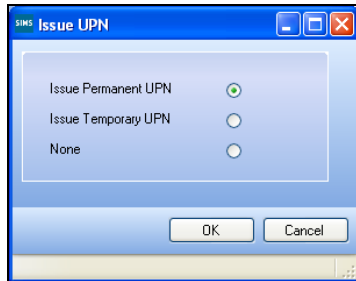 SIMS Issue UPN
Issue Permanent UPN
Issue Temporary UPN
None
OK Cancel